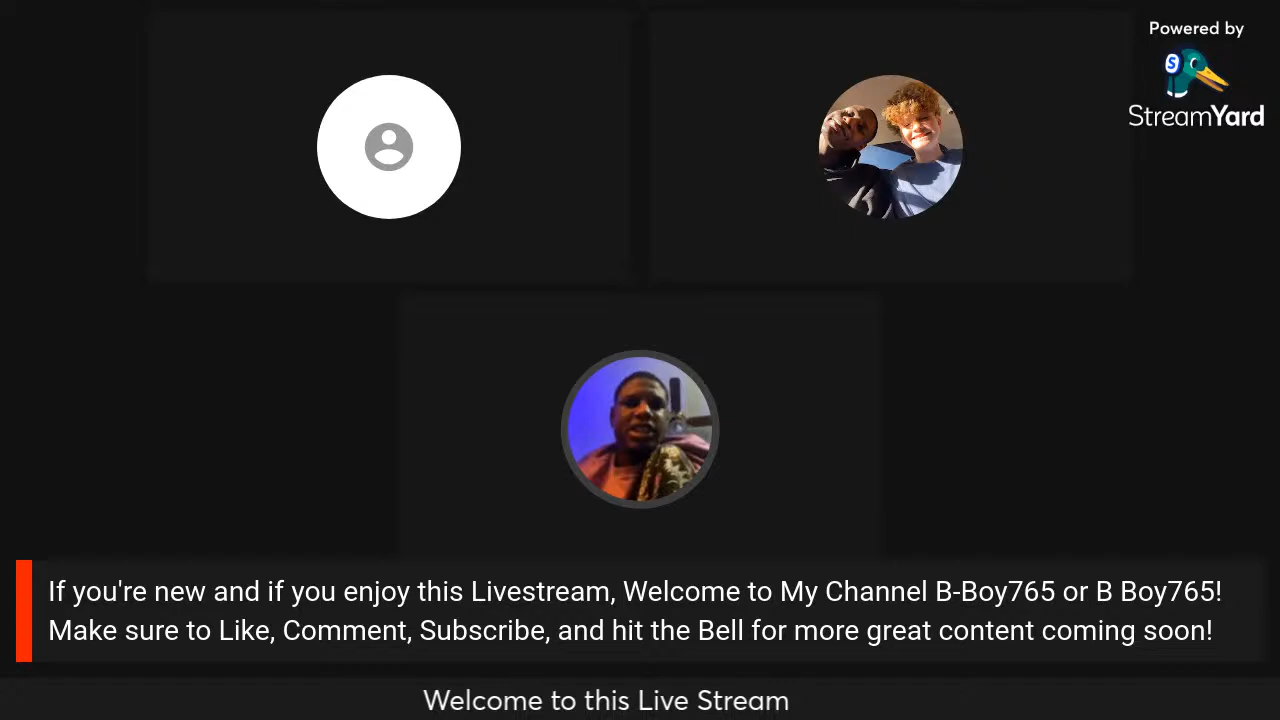 Powered by
S
StreamYard
If you're new and if you enjoy this Livestream, Welcome to My Channel B-Boy765 or B Boy765!
Make sure to Like, Comment, Subscribe, and hit the Bell for more great content coming soon!
Welcome to this Live Stream